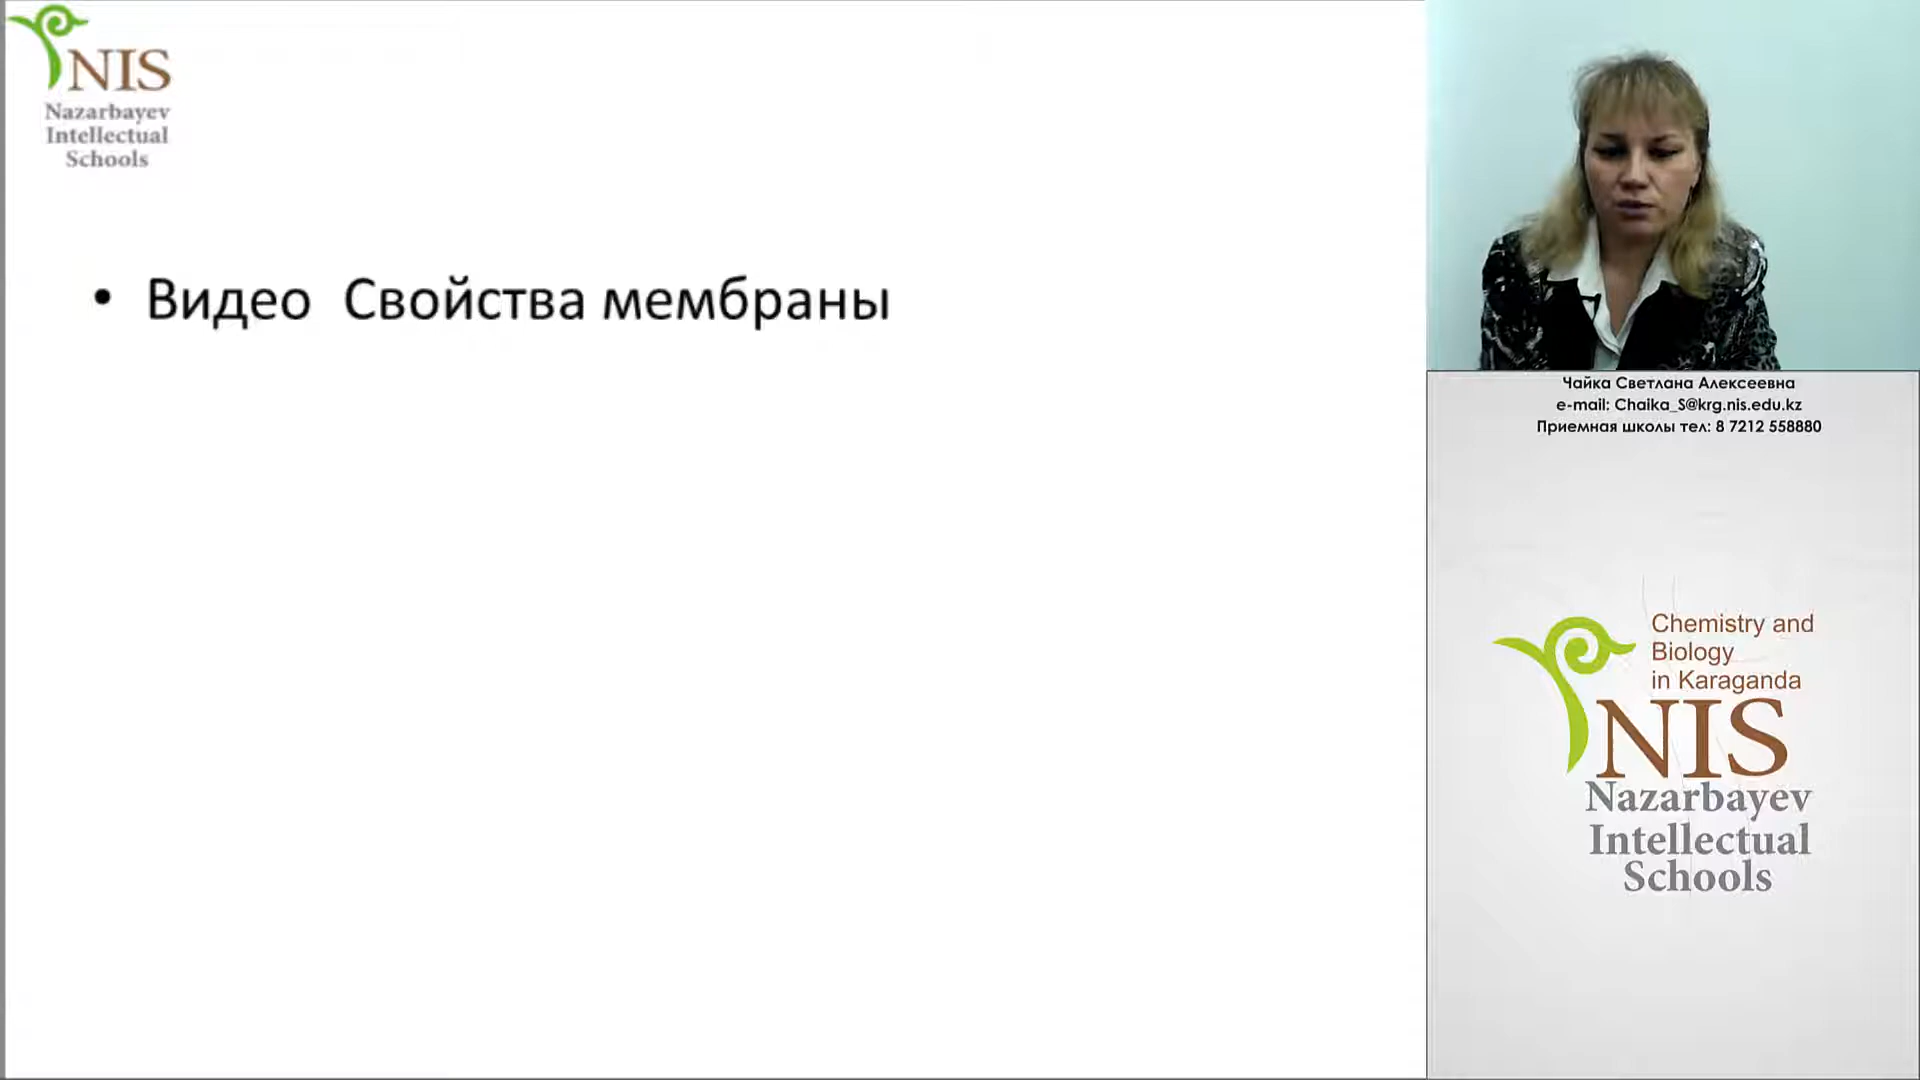 NIS
Nazarbayev
Intellectual
Schools
• Видео  Свойства мембраны
Чайка Светлана Алексеевна
e-mail: Chaika_S@krg.nis.edu.kz
Приемная школы тел: 8 7212 558880
Chemistry and
Biology
in Karaganda
NIS
Nazarbayev
Intellectual
Schools